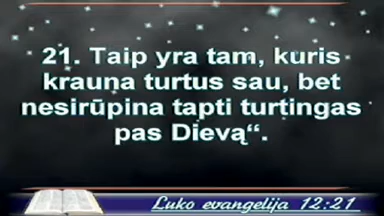 21. Taip yra tam, kuris
krauna turtus sau, bet
nesirūpina tapti turtingas
pas Dievą“.
Luko evangelija 12:21